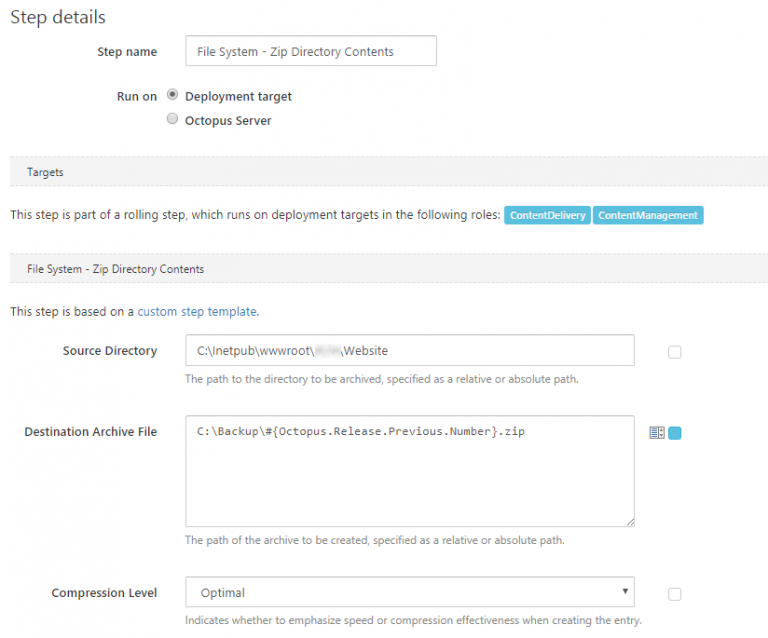 Step details
Step name File System - Zip Directory Contents
Run on Deployment target
Octopus Server
Targets
This step is part of a rolling step, which runs on deployment targets in the following roles: ContentDelivery ContentManagement
File System - Zip Directory Contents
This step is based on a custom step template.
Source Directory C:\Inetpub\wwwroot\ \Website
The path to the directory to be archived, specified as a relative or absolute path.
Destination Archive File C:\Backup\#{Octopus.Release.Previous.Number}.zip
The path of the archive to be created, specified as a relative or absolute path.
Compression Level Optimal
Indicates whether to emphasize speed or compression effectiveness when creating the entry.